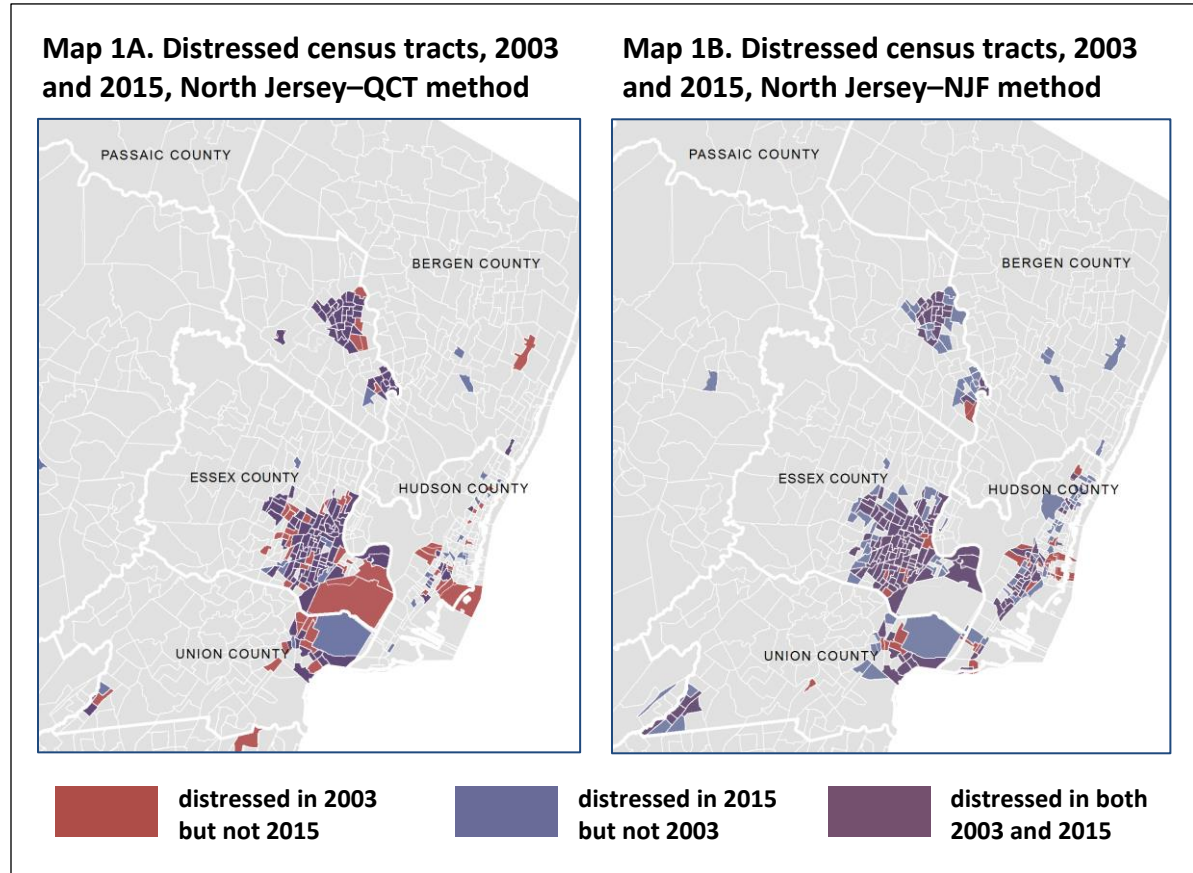 Map 1A. Distressed census tracts, 2003
and 2015, North Jersey–QCT method
PASSAIC COUNTY
BERGEN COUNTY
ESSEX COUNTY
HUDSON COUNTY
UNION COUNTY
Map 1B. Distressed census tracts, 2003
and 2015, North Jersey–NJF method
PASSAIC COUNTY
BERGEN COUNTY
ESSEX COUNTY
HUDSON COUNTY
UNION COUNTY
distressed in 2003
but not 2015
distressed in 2015
but not 2003
distressed in both
2003 and 2015